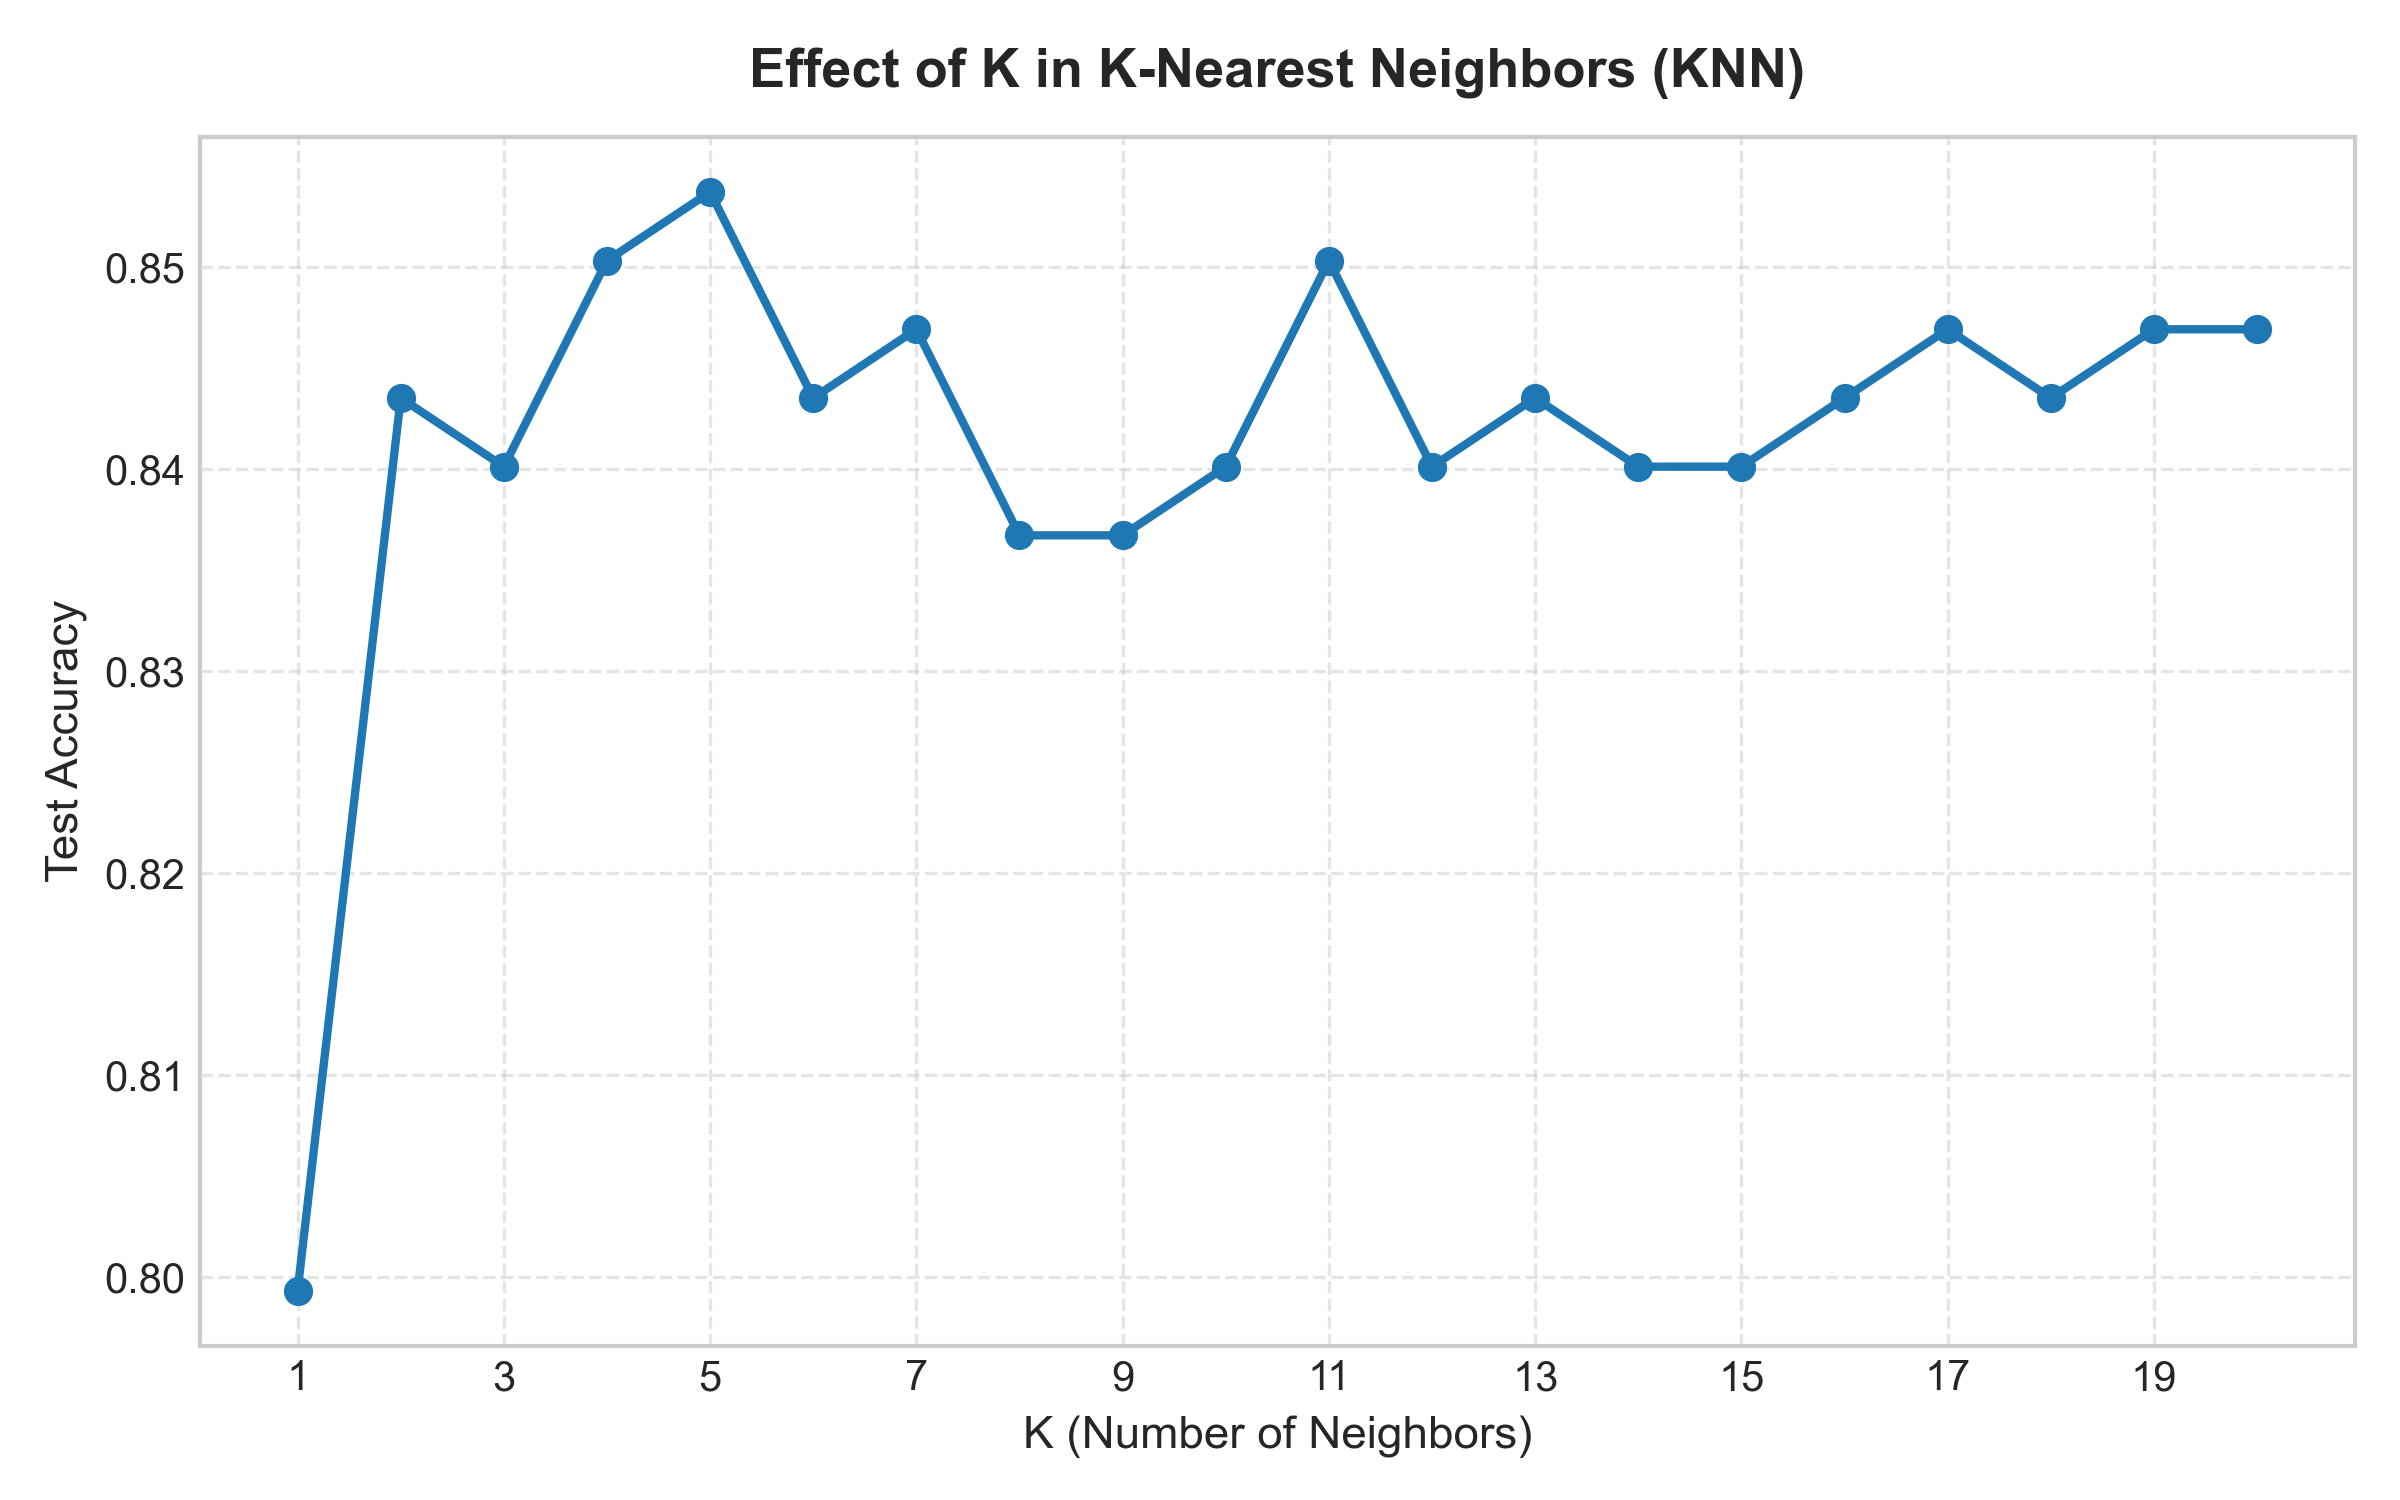 Effect of K in K-Nearest Neighbors (KNN)
Test Accuracy
0.85
0.84
0.83
0.82
0.81
0.80
1 3 5 7 9 11 13 15 17 19
K (Number of Neighbors)